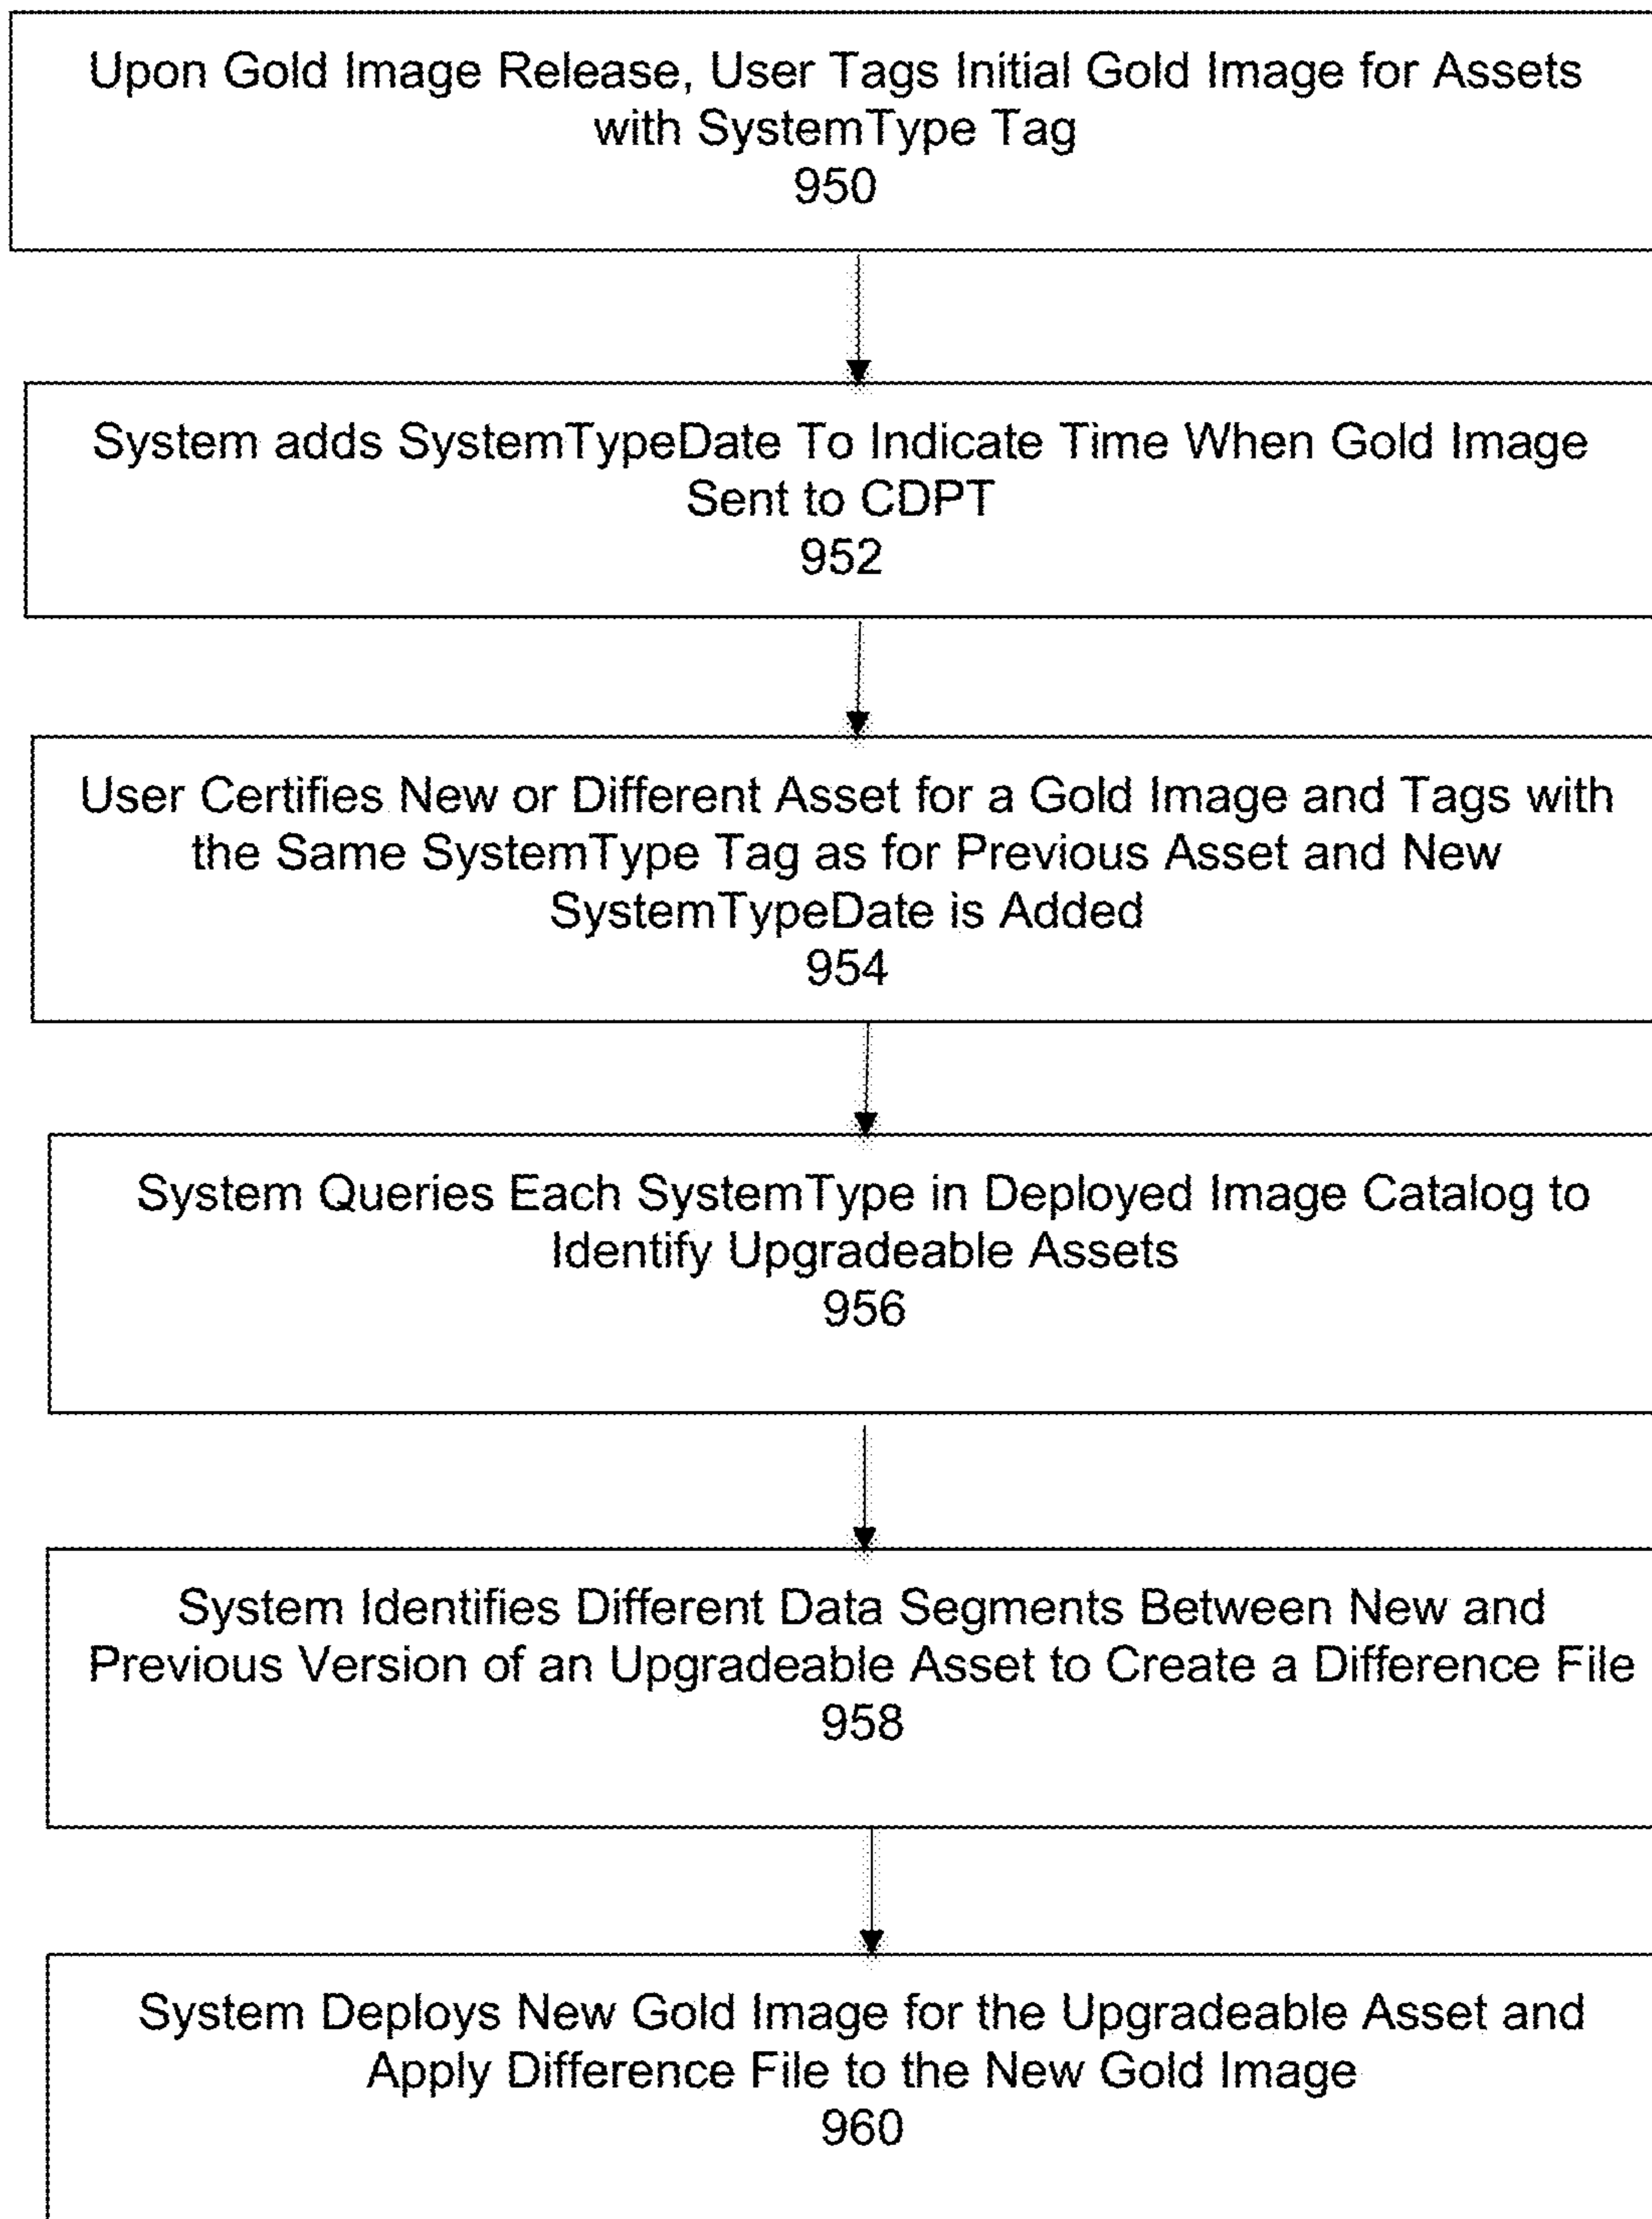 Upon Gold Image Release, User Tags Initial Gold Image for Assets
with SystemType Tag
950
System adds SystemTypeDate To Indicate Time When Gold Image
Sent to CDPT
952
User Certifies New or Different Asset for a Gold Image and Tags with
the Same SystemType Tag as for Previous Asset and New
SystemTypeDate is Added
954
System Queries Each SystemType in Deployed Image Catalog to
Identify Upgradeable Assets
956
System Identifies Different Data Segments Between New and
Previous Version of an Upgradeable Asset to Create a Difference File
958
System Deploys New Gold Image for the Upgradeable Asset and
Apply Difference File to the New Gold Image
960